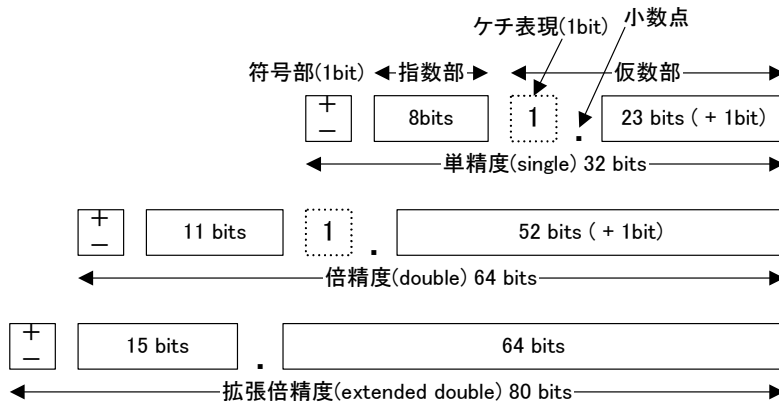 ケチ表現(1bit) 小数点
符号部(1bit) 指数部 仮数部
+
− 8bits 1 . 23 bits ( + 1bit)
単精度(single) 32 bits
+
− 11 bits 1 . 52 bits ( + 1bit)
倍精度(double) 64 bits
+
− 15 bits . 64 bits
拡張倍精度(extended double) 80 bits